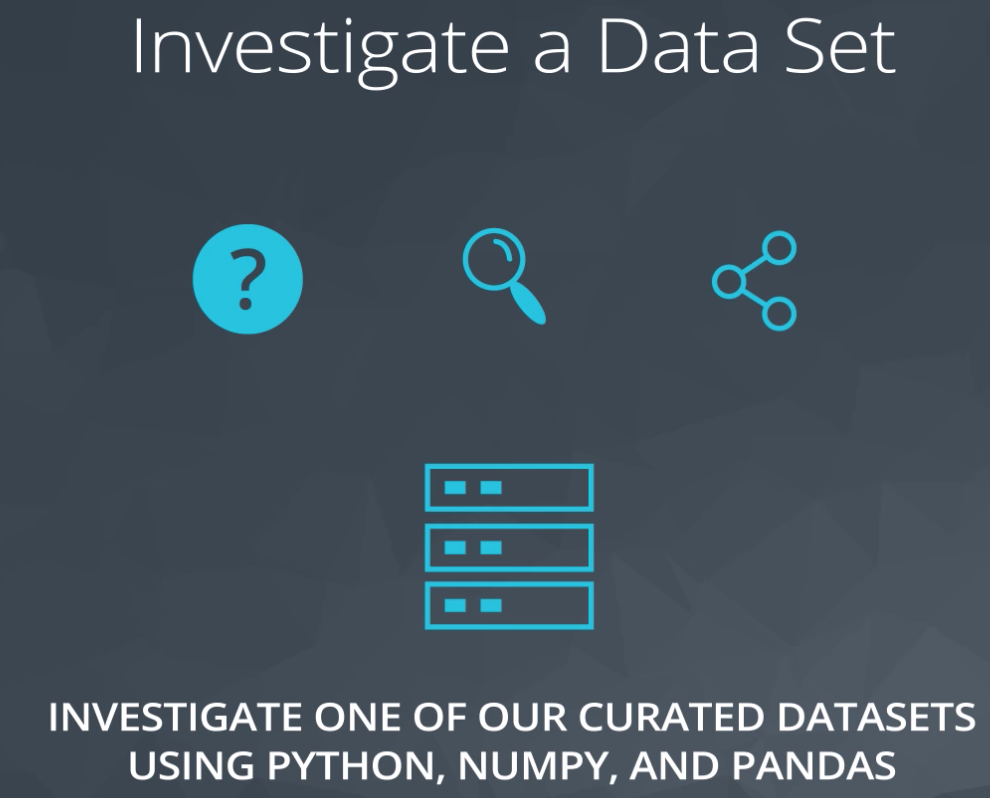 Investigate a Data Set
?
INVESTIGATE ONE OF OUR CURATED DATASETS
USING PYTHON, NUMPY, AND PANDAS